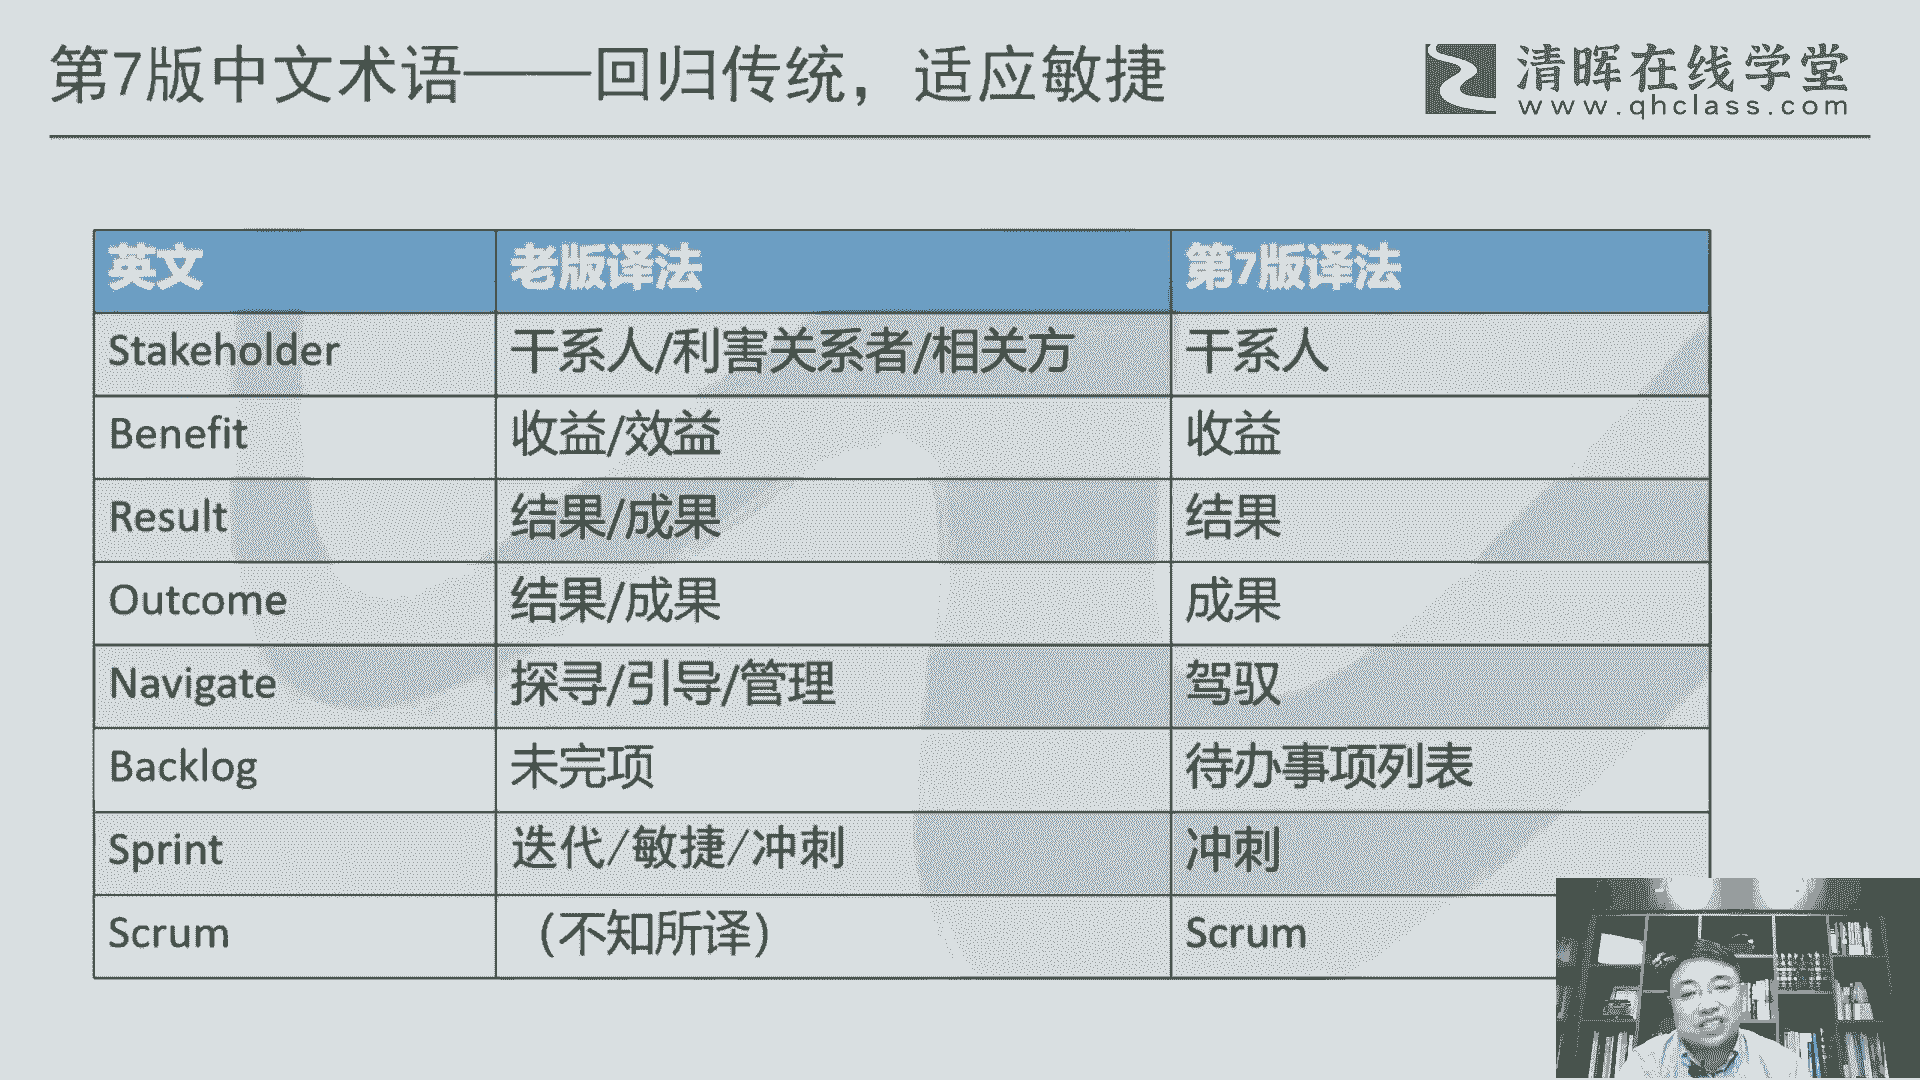 第7版中文术语——回归传统，适应敏捷
清晖在线学堂
www.qhclass.com
英文 老版译法 第7版译法
Stakeholder 干系人/利害关系者/相关方 干系人
Benefit 收益/效益 收益
Result 结果/成果 结果
Outcome 结果/成果 成果
Navigate 探寻/引导/管理 驾驭
Backlog 未完项 待办事项列表
Sprint 迭代/敏捷/冲刺 冲刺
Scrum （不知所译） Scrum